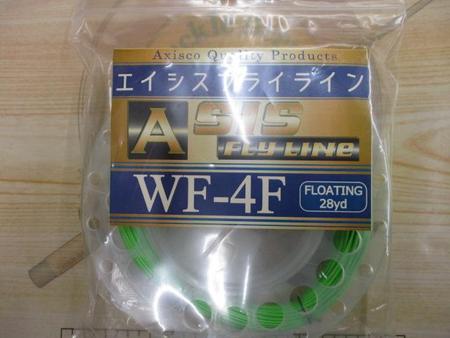 Axisco Quality Products
エイシスフライライン
ASIS
FLY LINE
WF-4F
FLOATING
28yd